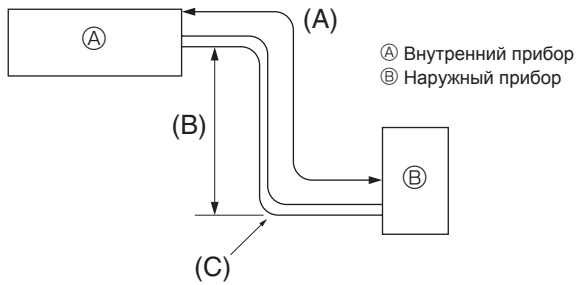 Ⓐ
(A)
Ⓐ Внутренний прибор
Ⓑ Наружный прибор
(B)
Ⓑ
(C)